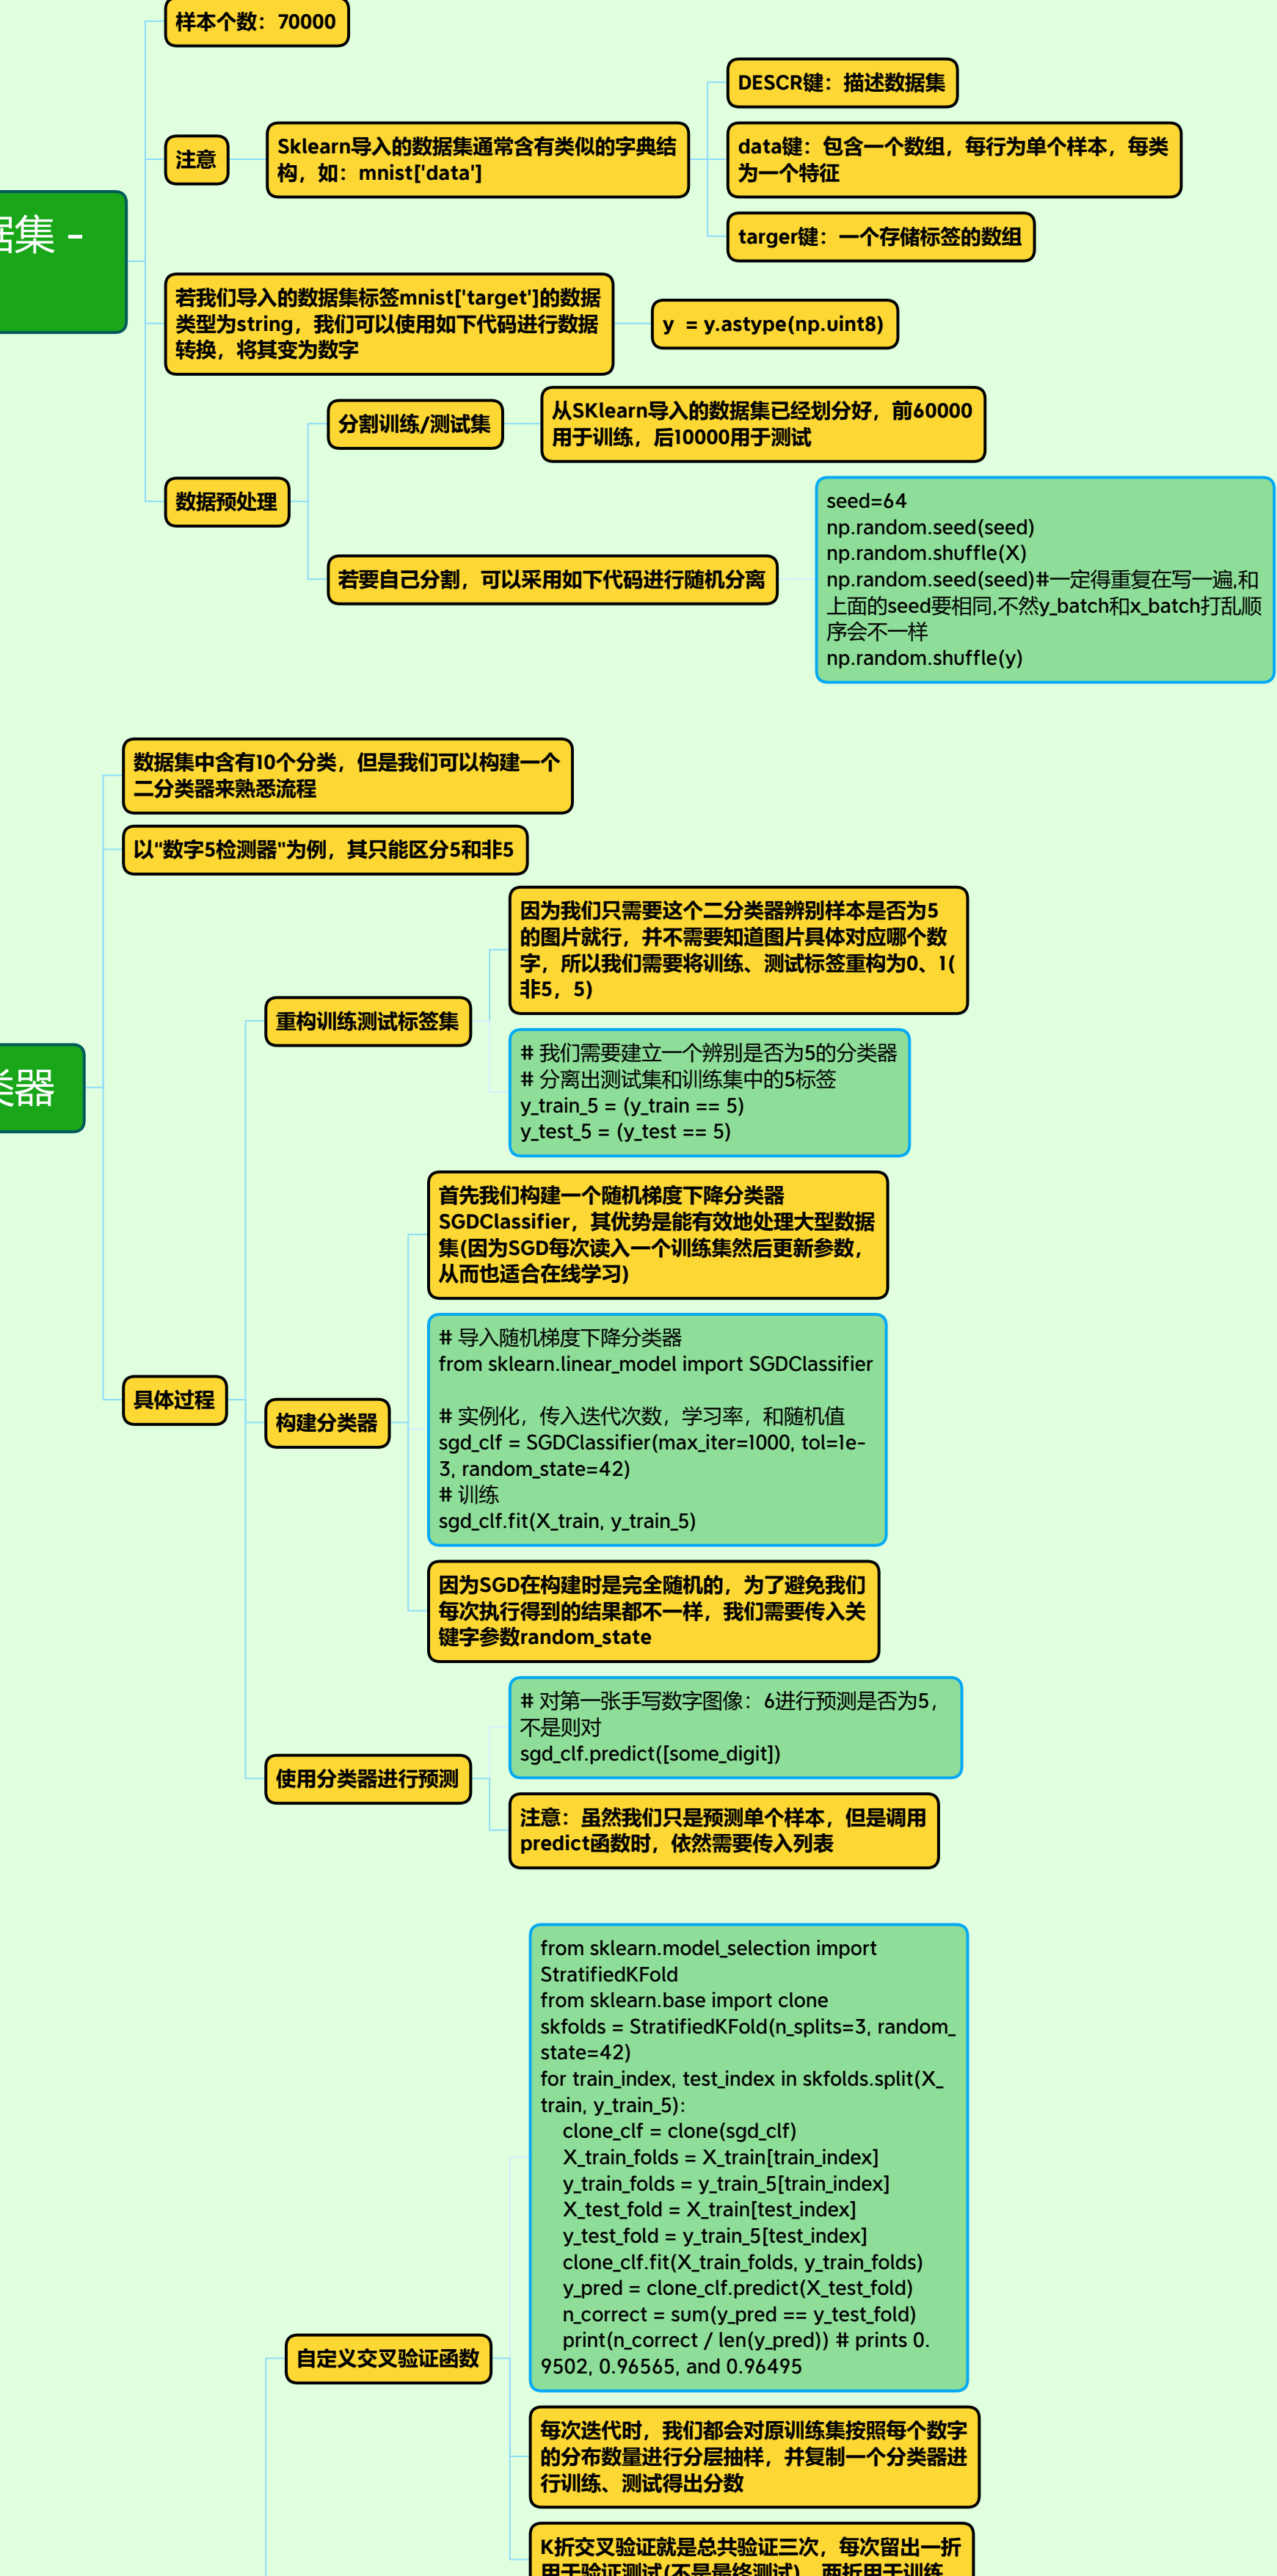 样本个数：70000
DESCR键：描述数据集
注意
Sklearn导入的数据集通常含有类似的字典结
构，如：mnist['data']
data键：包含一个数组，每行为单个样本，每类
为一个特征
targer键：一个存储标签的数组
据集 -
若我们导入的数据集标签mnist['target']的数据
类型为string，我们可以使用如下代码进行数据
转换，将其变为数字
y  = y.astype(np.uint8)
分割训练/测试集
从SKlearn导入的数据集已经划分好，前60000
用于训练，后10000用于测试
数据预处理
若要自己分割，可以采用如下代码进行随机分离
seed=64
np.random.seed(seed)
np.random.shuffle(X)
np.random.seed(seed)#一定得重复在写一遍,和
上面的seed要相同,不然y_batch和x_batch打乱顺
序会不一样
np.random.shuffle(y)
数据集中含有10个分类，但是我们可以构建一个
二分类器来熟悉流程
以“数字5检测器”为例，其只能区分5和非5
因为我们只需要这个二分类器辨别样本是否为5
的图片就行，并不需要知道图片具体对应哪个数
字，所以我们需要将训练、测试标签重构为0、1(
非5，5)
重构训练测试标签集
# 我们需要建立一个辨别是否为5的分类器
# 分离出测试集和训练集中的5标签
y_train_5 = (y_train == 5)
y_test_5 = (y_test == 5)
类器
首先我们构建一个随机梯度下降分类器
SGDClassifier，其优势是能有效地处理大型数据
集(因为SGD每次读入一个训练集然后更新参数，
从而也适合在线学习)
具体过程
构建分类器
# 导入随机梯度下降分类器
from sklearn.linear_model import SGDClassifier
# 实例化，传入迭代次数，学习率，和随机值
sgd_clf = SGDClassifier(max_iter=1000, tol=1e-
3, random_state=42)
# 训练
sgd_clf.fit(X_train, y_train_5)
因为SGD在构建时是完全随机的，为了避免我们
每次执行得到的结果都不一样，我们需要传入关
键字参数random_state
使用分类器进行预测
# 对第一张手写数字图像：6进行预测是否为5，
不是则对
sgd_clf.predict([some_digit])
注意：虽然我们只是预测单个样本，但是调用
predict函数时，依然需要传入列表
from sklearn.model_selection import
StratifiedKFold
from sklearn.base import clone
skfolds = StratifiedKFold(n_splits=3, random_
state=42)
for train_index, test_index in skfolds.split(X_
train, y_train_5):
    clone_clf = clone(sgd_clf)
    X_train_folds = X_train[train_index]
    y_train_folds = y_train_5[train_index]
    X_test_fold = X_train[test_index]
    y_test_fold = y_train_5[test_index]
    clone_clf.fit(X_train_folds, y_train_folds)
    y_pred = clone_clf.predict(X_test_fold)
    n_correct = sum(y_pred == y_test_fold)
    print(n_correct / len(y_pred)) # prints 0.
9502, 0.96565, and 0.96495
自定义交叉验证函数
每次迭代时，我们都会对原训练集按照每个数字
的分布数量进行分层抽样，并复制一个分类器进
行训练、测试得出分数
K折交叉验证就是总共验证三次，每次留出一折
用于验证测试(不是最终测试)，两折用于训练